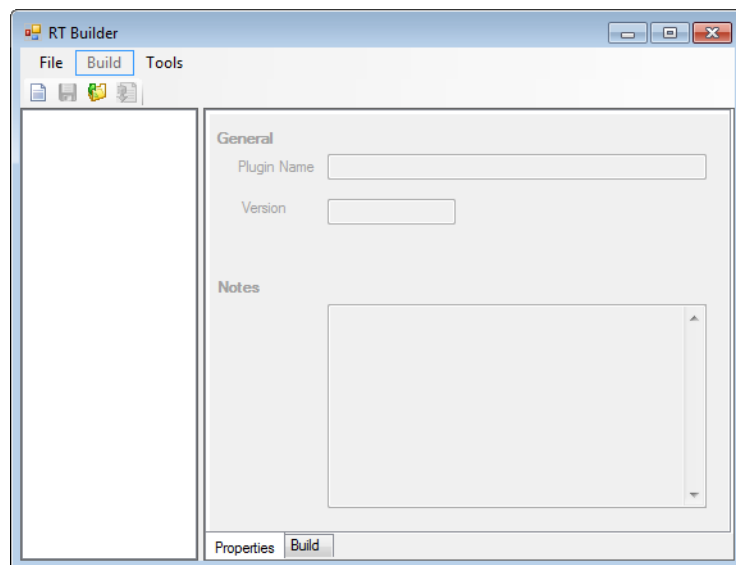 RT Builder
File Build Tools
General
Plugin Name
Version
Notes
Properties Build